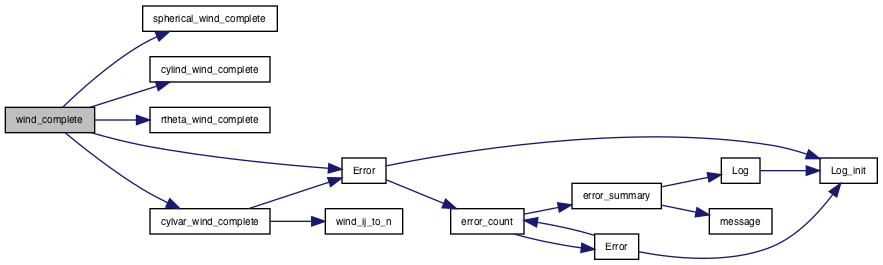 spherical_wind_complete
cylind_wind_complete
wind_complete
rtheta_wind_complete
Error
Log
Log_init
error_summary
cylvar_wind_complete
wind_ij_to_n
error_count
message
Error